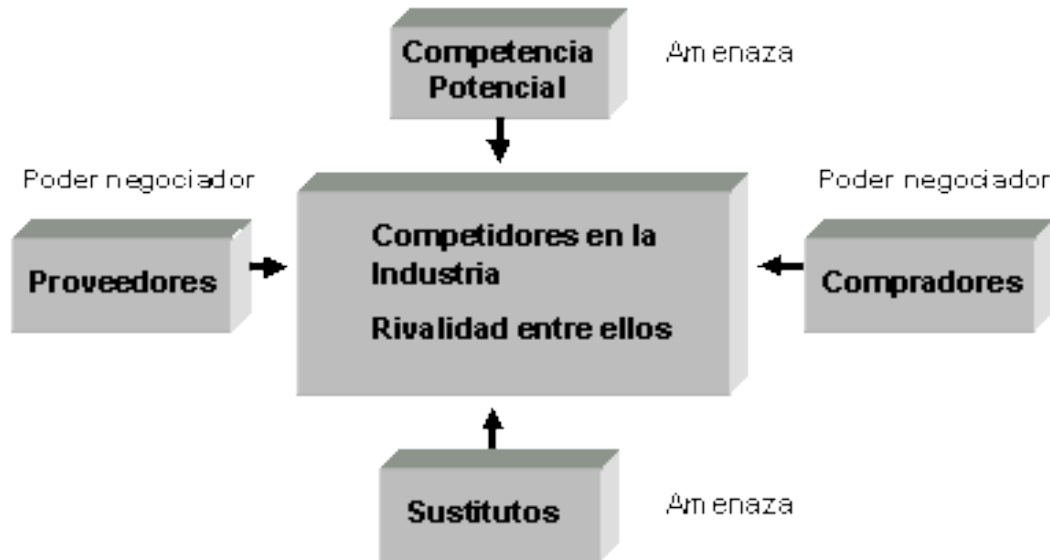 Competencia
Potencial
Amenaza
Poder negociador
Poder negociador
Proveedores
Competidores en la
Industria
Rivalidad entre ellos
Compradores
Sustitutos
Amenaza